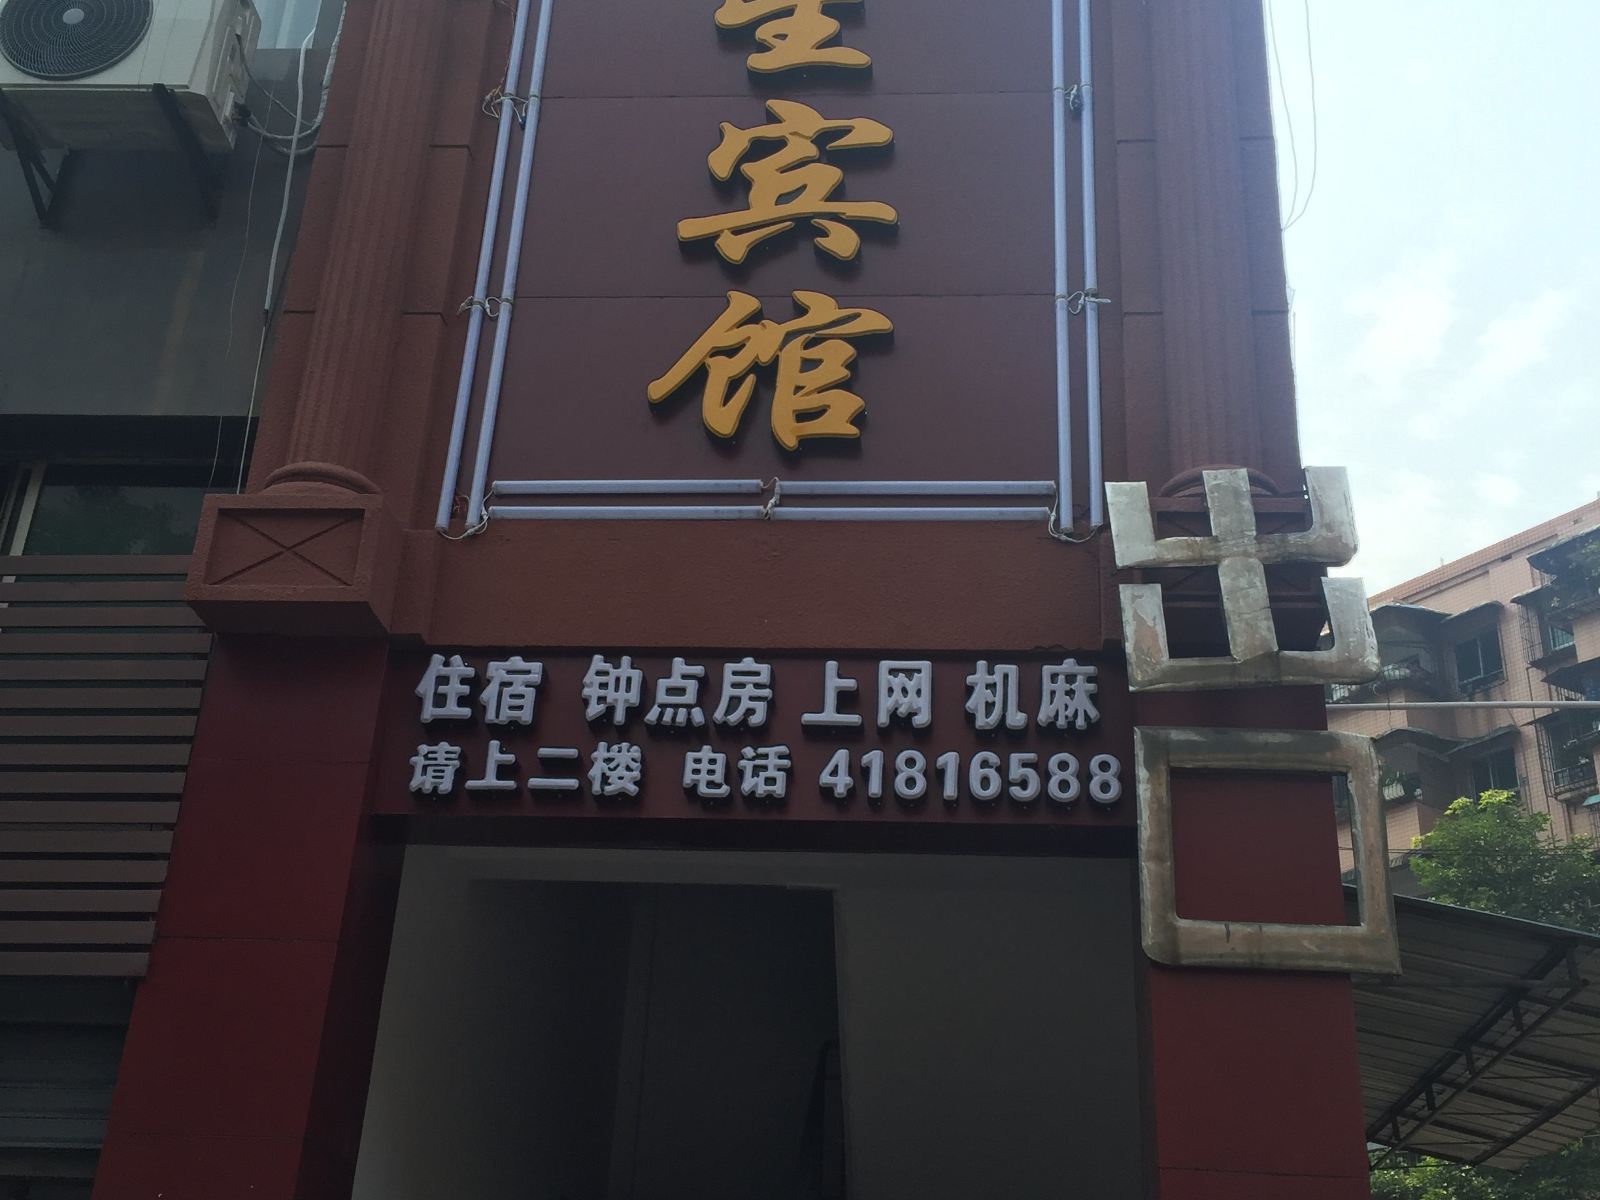 宾馆
住宿 钟点房 上网 机麻
请上二楼 电话 41816588
出口